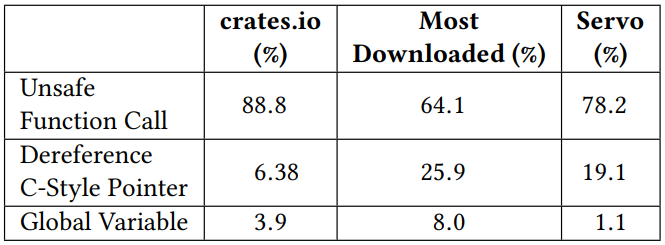 crates.io Most Servo
(%) Downloaded (%) (%)
Unsafe
Function Call 88.8 64.1 78.2
Dereference
C-Style Pointer 6.38 25.9 19.1
Global Variable 3.9 8.0 1.1